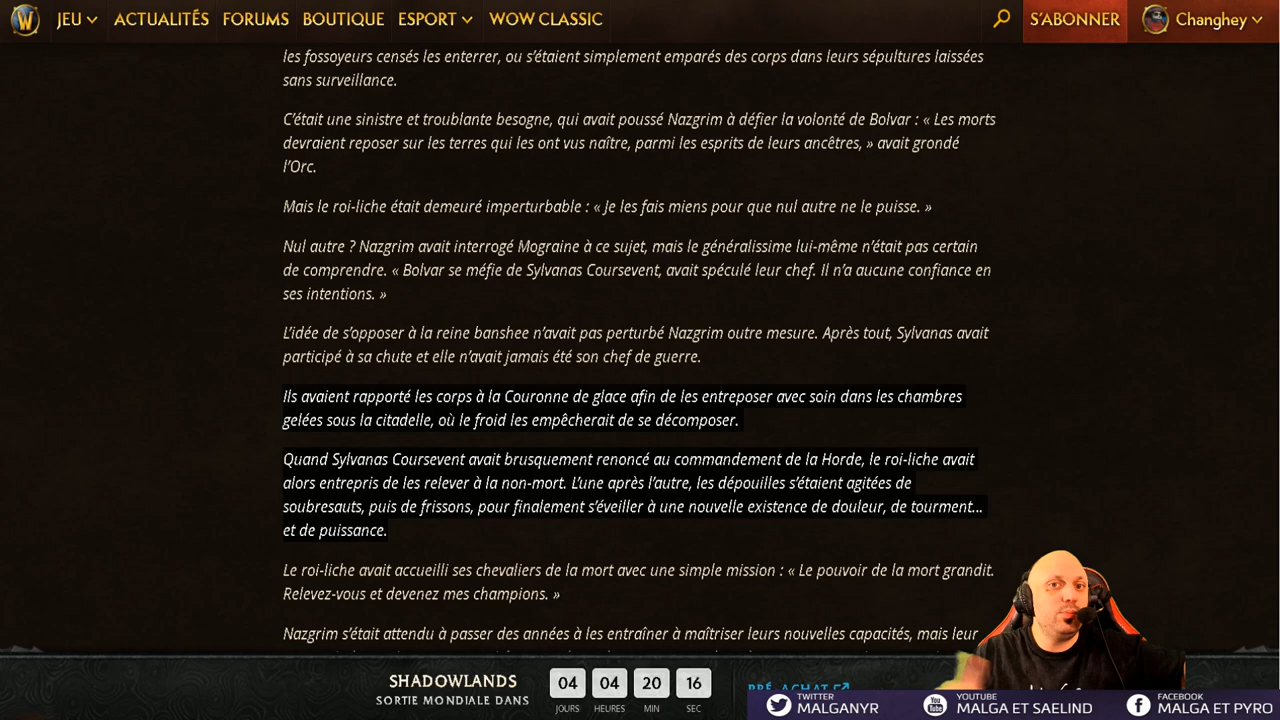 JEU ACTUALITÉS FORUMS BOUTIQUE ESPORT WOW CLASSIC S'ABONNER Changhey
les fossoyeurs censés les enterrer, ou s’étaient simplement emparés des corps dans leurs sépultures laissées
sans surveillance.
C’était une sinistre et troublante besogne, qui avait poussé Nazgrim à défier la volonté de Bolvar : « Les morts
devraient reposer sur les terres qui les ont vus naître, parmi les esprits de leurs ancêtres, » avait grondé
l’Orc.
Mais le roi-liche était demeuré imperturbable : « Je les fais miens pour que nul autre ne le puisse. »
Nul autre ? Nazgrim avait interrogé Mograine à ce sujet, mais le généralissime lui-même n’était pas certain
de comprendre. « Bolvar se méfie de Sylvanas Coursevent, avait spéculé leur chef. Il n’a aucune confiance en
ses intentions. »
L’idée de s’opposer à la reine banshee n’avait pas perturbé Nazgrim outre mesure. Après tout, Sylvanas avait
participé à sa chute et elle n’avait jamais été son chef de guerre.
Ils avaient rapporté les corps à la Couronne de glace afin de les entreposer avec soin dans les chambres
gelées sous la citadelle, où le froid les empêcherait de se décomposer.
Quand Sylvanas Coursevent avait brusquement renoncé au commandement de la Horde, le roi-liche avait
alors entrepris de les relever à la non-mort. L’une après l’autre, les dépouilles s’étaient agitées de
soubresauts, puis de frissons, pour finalement s’éveiller à une nouvelle existence de douleur, de tourment…
et de puissance.
Le roi-liche avait accueilli ses chevaliers de la mort avec une simple mission : « Le pouvoir de la mort grandit.
Relevez-vous et devenez mes champions. »
Nazgrim s’était attendu à passer des années à les entraîner à maîtriser leurs nouvelles capacités, mais leur
SHADOWLANDS
SORTIE MONDIALE DANS
04 04 20 16
JOURS HEURES MIN SEC
PRÉ-ACHAT
TWITTER
MALGANYR
YOUTUBE
MALGA ET SAELIND
FACEBOOK
MALGA ET PYRO